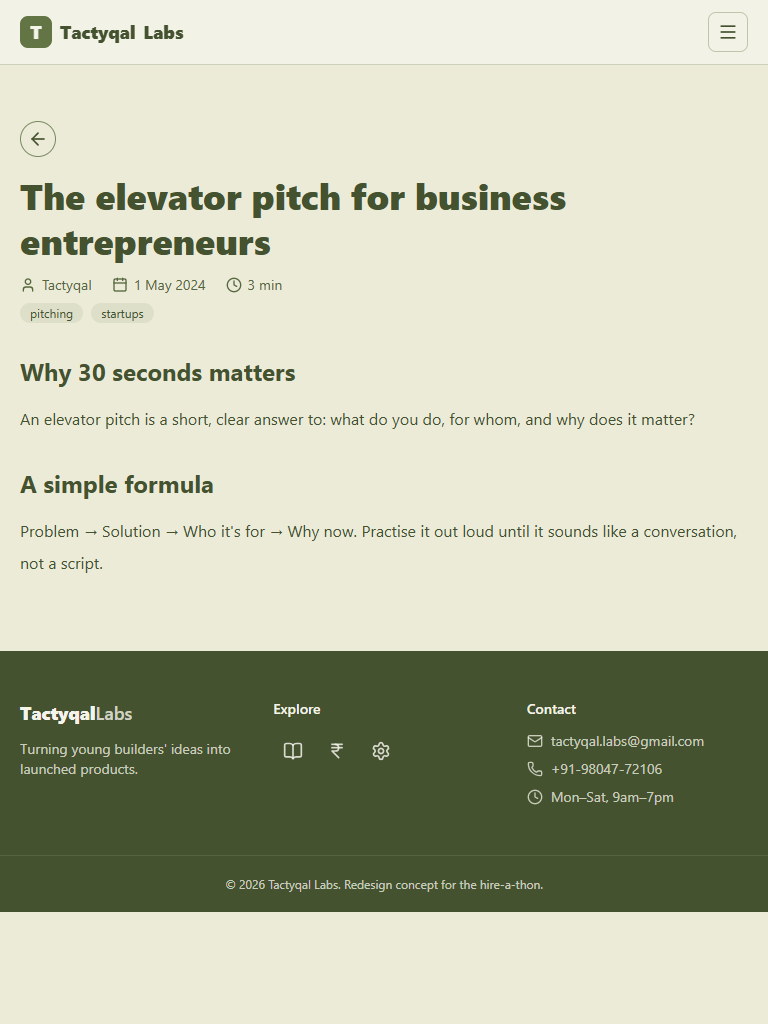 T Tactyqal Labs
The elevator pitch for business
entrepreneurs
Tactyqal 1 May 2024 3 min
pitching startups
Why 30 seconds matters
An elevator pitch is a short, clear answer to: what do you do, for whom, and why does it matter?
A simple formula
Problem → Solution → Who it's for → Why now. Practise it out loud until it sounds like a conversation,
not a script.
TactyqalLabs
Turning young builders' ideas into
launched products.
Explore
₹
Contact
tactyqal.labs@gmail.com
+91-98047-72106
Mon–Sat, 9am–7pm
© 2026 Tactyqal Labs. Redesign concept for the hire-a-thon.